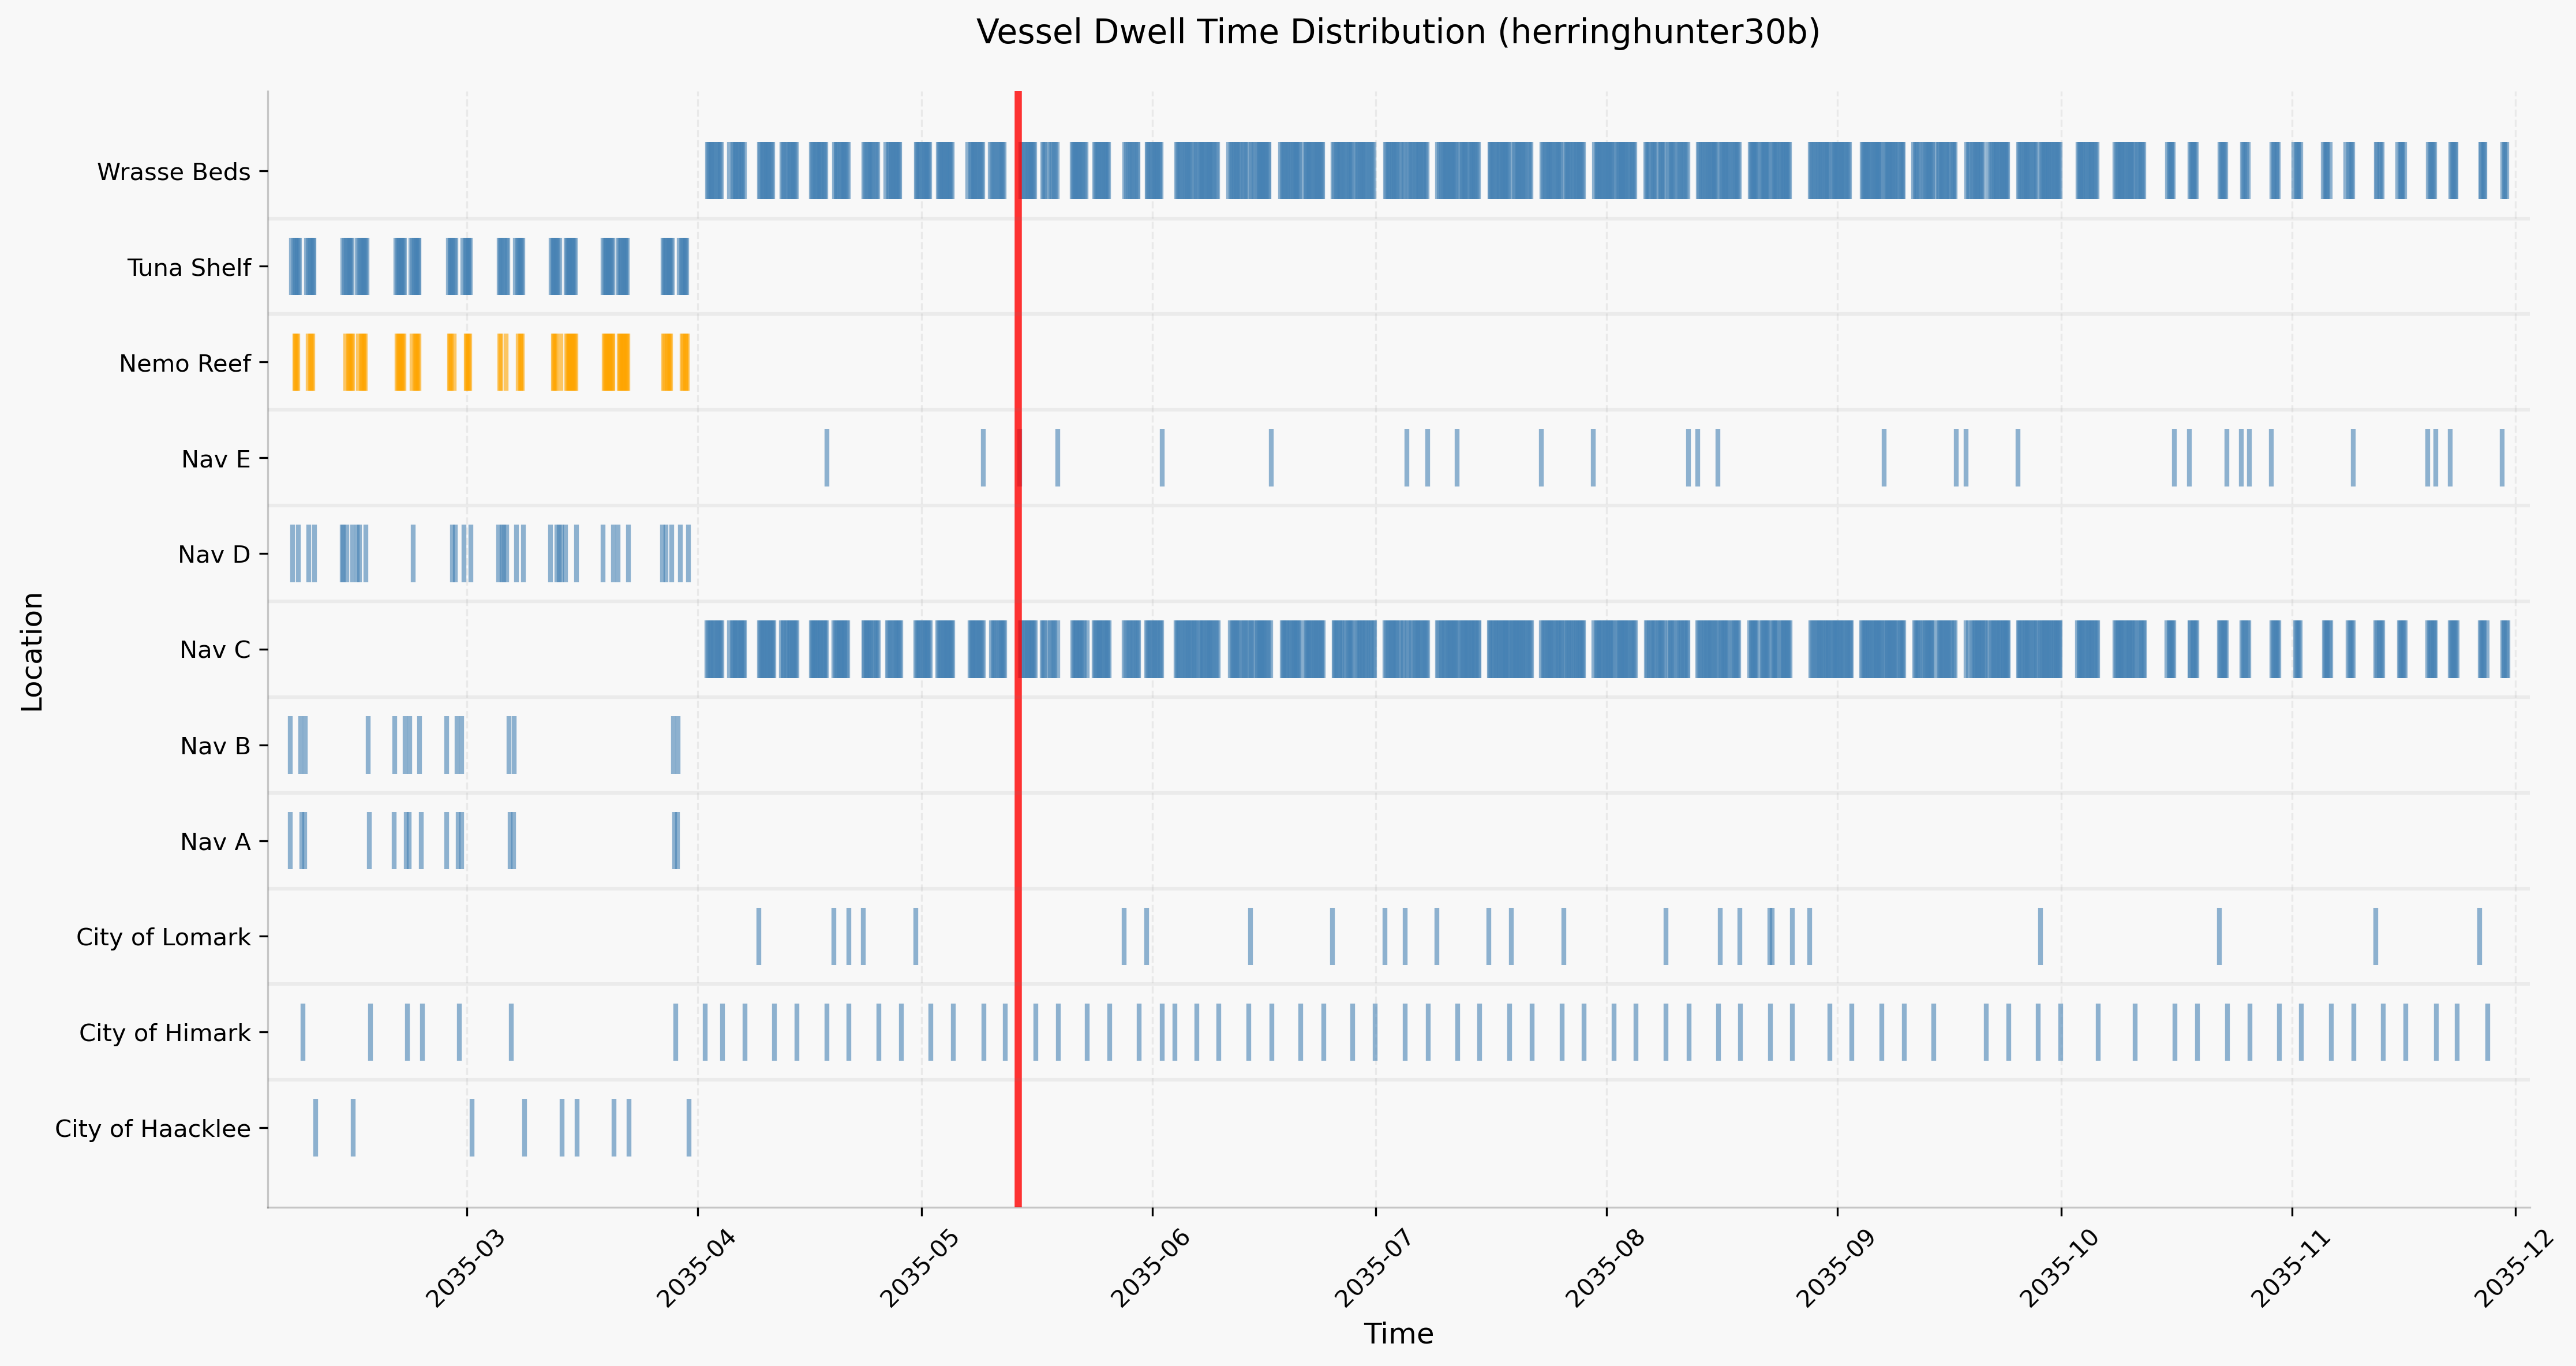 Vessel Dwell Time Distribution (herringhunter30b)
Location
Wrasse Beds
Tuna Shelf
Nemo Reef
Nav E
Nav D
Nav C
Nav B
Nav A
City of Lomark
City of Himark
City of Haacklee
2035-03
2035-04
2035-05
2035-06
2035-07
2035-08
2035-09
2035-10
2035-11
2035-12
Time